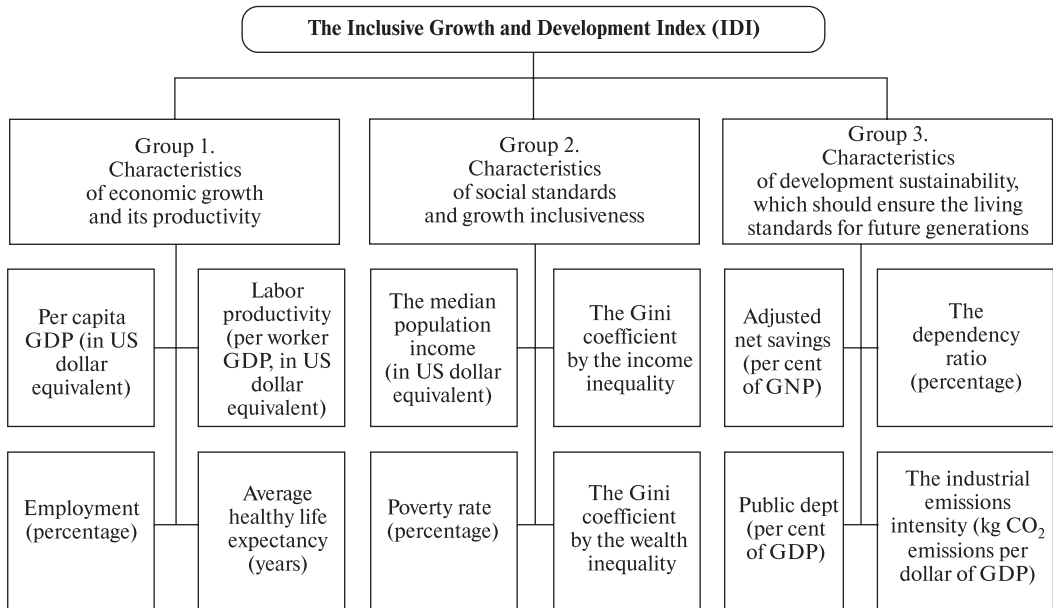 The Inclusive Growth and Development Index (IDI)
Group 1.
Characteristics
of economic growth
and its productivity
Group 2.
Characteristics
of social standards
and growth inclusiveness
Group 3.
Characteristics
of development sustainability,
which should ensure the living
standards for future generations
Per capita
GDP (in US
dollar
equivalent)
Labor
productivity
(per worker
GDP, in US
dollar
equivalent)
The median
population
income
(in US dollar
equivalent)
The Gini
coefficient
by the income
inequality
Adjusted
net savings
(per cent
of GNP)
The
dependency
ratio
(percentage)
Employment
(percentage)
Average
healthy life
expectancy
(years)
Poverty rate
(percentage)
The Gini
coefficient
by the wealth
inequality
Public dept
(per cent
of GDP)
The industrial
emissions
intensity (kg CO₂
emissions per
dollar of GDP)